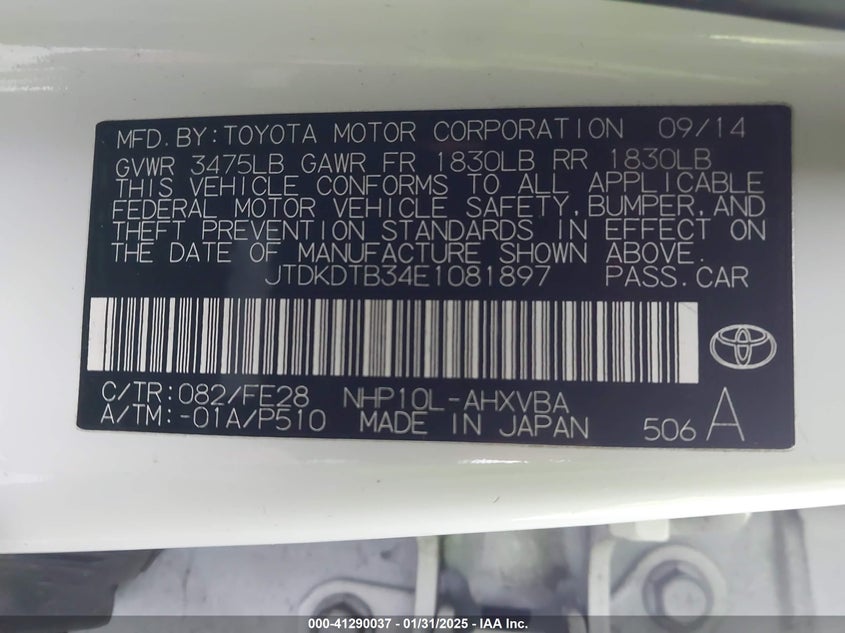 MFD.BY:TOYOTA MOTOR CORPORATION 09/14
GVWR 3475LB GAWR FR 1830LB RR 1830LB
THIS VEHICLE CONFORMS TO ALL APPLICABLE
FEDERAL MOTOR VEHICLE SAFETY,BUMPER,AND
THEFT PREVENTION STANDARDS IN EFFECT ON
THE DATE OF MANUFACTURE SHOWN ABOVE.
JTDKDTB34E1081897 PASS.CAR
C/TR:082/FE28 NHP10L-AHXVBA
A/TM:-01A/P510 MADE IN JAPAN 506 A
000-41290037 - 01/31/2025 - IAA Inc.